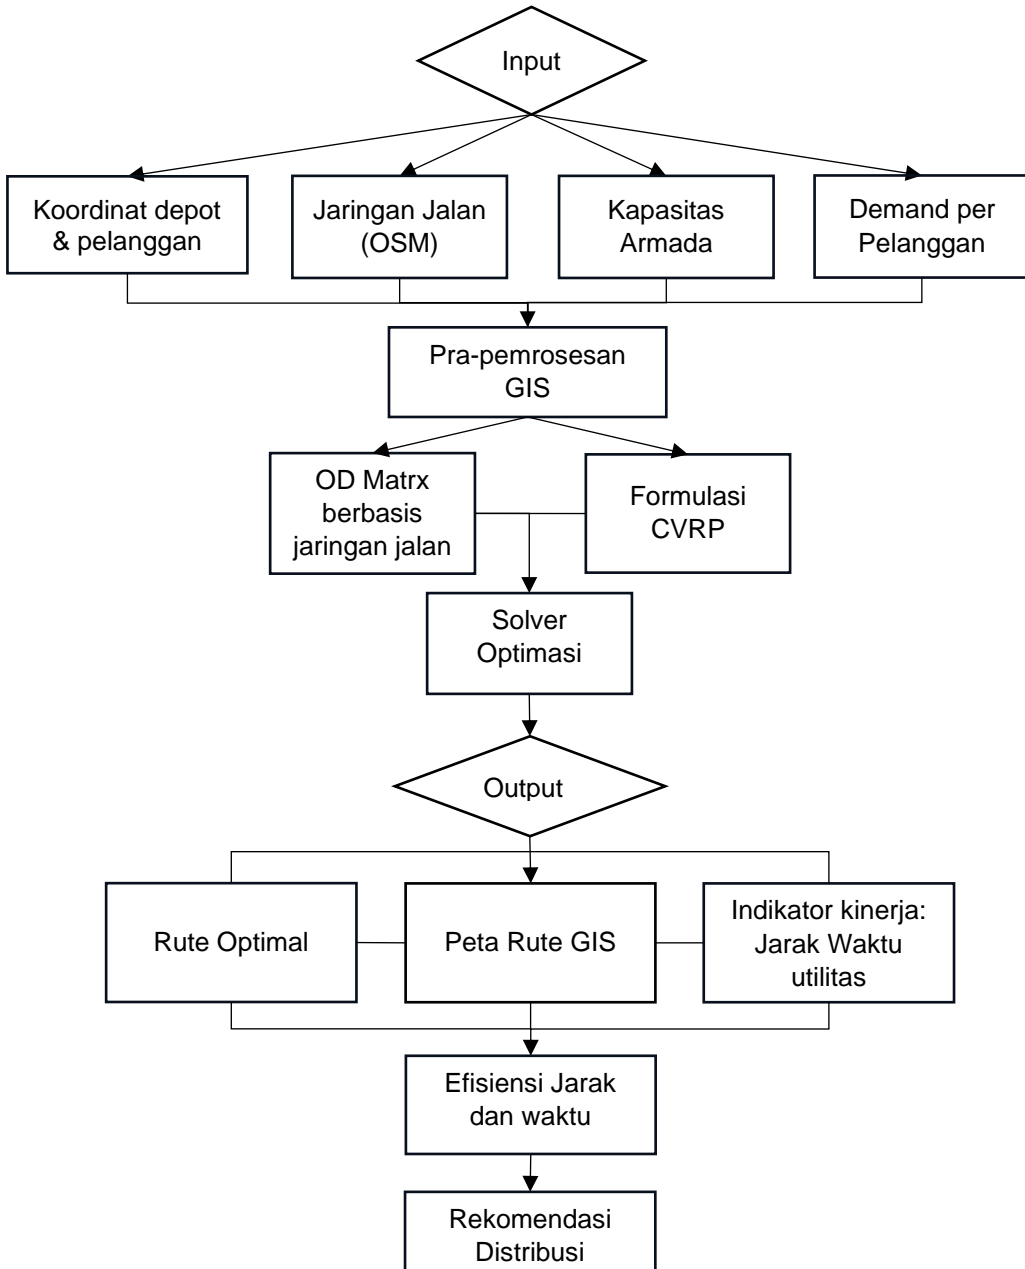 Input
Koordinat depot
& pelanggan
Jaringan Jalan
(OSM)
Kapasitas
Armada
Demand per
Pelanggan
Pra-pemrosesan
GIS
OD Matrx
berbasis
jaringan jalan
Formulasi
CVRP
Solver
Optimasi
Output
Rute Optimal
Peta Rute GIS
Indikator kinerja:
Jarak Waktu
utilitas
Efisiensi Jarak
dan waktu
Rekomendasi
Distribusi